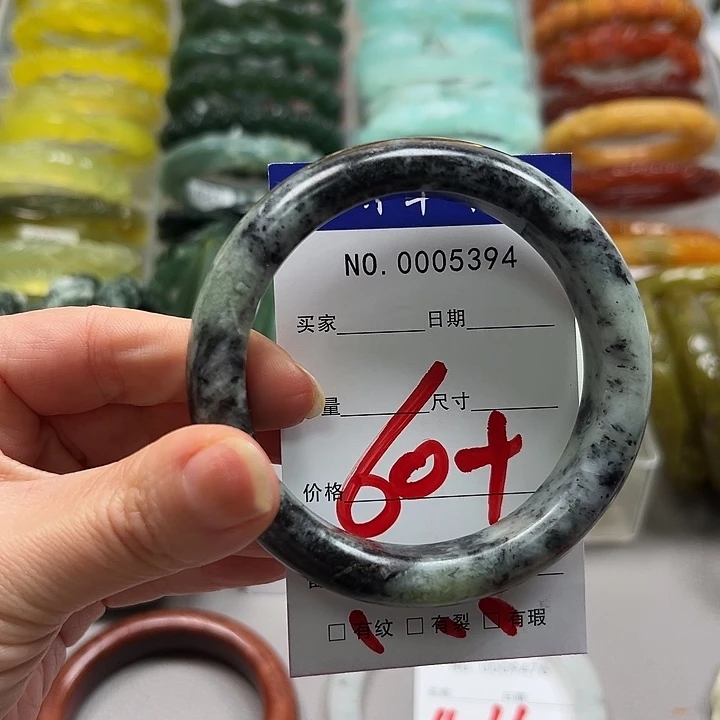 NO.0005394
买家 日期
量 尺寸
价格 60+
□有纹 □有裂 □有瑕